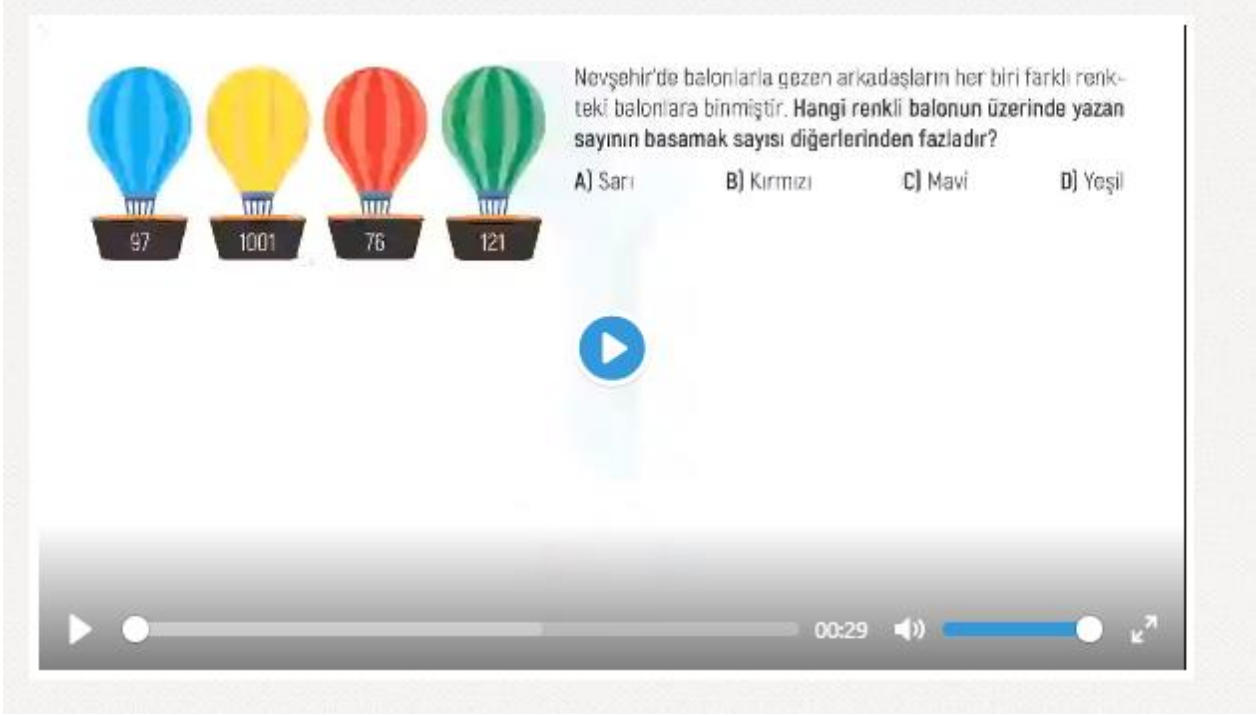 Nevşehir'de balonlarla gezen arkadaşların her biri farklı renk-
teki balonlara binmiştir. Hangi renkli balonun üzerinde yazan
sayının basamak sayısı diğerlerinden fazladır?
A) Sarı B) Kırmızı C) Mavi D) Yeşil
97 1001 76 121
00:29